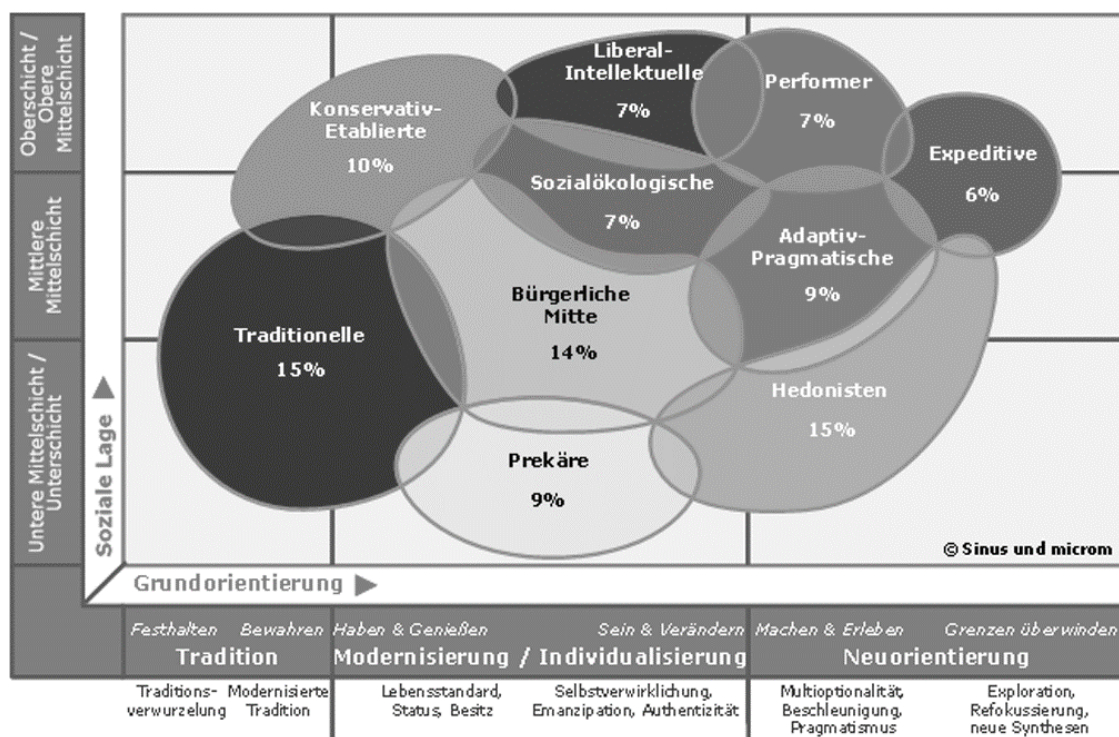 Oberschicht /
Obere
Mittelschicht
Mittlere
Mittelschicht
Untere Mittelschicht /
Unterschicht
Soziale Lage
Konservativ-
Etablierte
10%
Liberal-
Intellektuelle
7%
Performer
7%
Expeditive
6%
Sozialökologische
7%
Adaptiv-
Pragmatische
9%
Traditionelle
15%
Bürgerliche
Mitte
14%
Hedonisten
15%
Prekäre
9%
© Sinus und microm
Grundorientierung
Festhalten Bewahren Haben & Genießen Sein & Verändern Machen & Erleben Grenzen überwinden
Tradition Modernisierung / Individualisierung Neuorientierung
Traditions-
verwurzelung
Modernisierte
Tradition
Lebensstandard,
Status, Besitz
Selbstverwirklichung,
Emanzipation, Authentizität
Multioptionalität,
Beschleunigung,
Pragmatismus
Exploration,
Refokussierung,
neue Synthesen